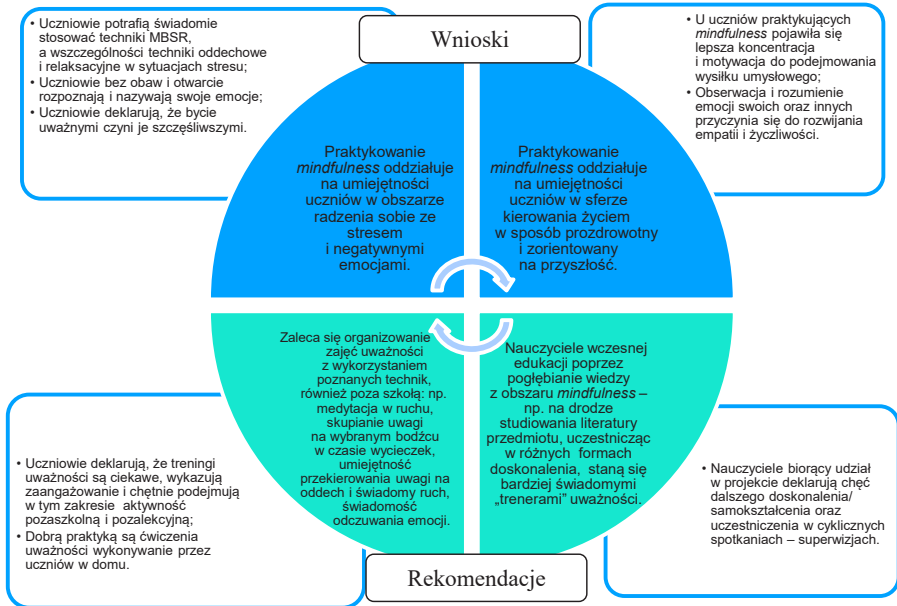 • Uczniowie potrafią świadomie
stosować techniki MBSR,
a wszczególności techniki oddechowe
i relaksacyjne w sytuacjach stresu;
• Uczniowie bez obaw i otwarcie
rozpoznają i nazywają swoje emocje;
• Uczniowie deklarują, że bycie
uważnymi czyni je szczęśliwszymi.
Wnioski
• U uczniów praktykujących
mindfulness pojawiła się
lepsza koncentracja
i motywacja do podejmowania
wysiłku umysłowego;
• Obserwacja i rozumienie
emocji swoich oraz innych
przyczynia się do rozwijania
empatii i życzliwości.
Praktykowanie
mindfulness oddziałuje
na umiejętności
uczniów w obszarze
radzenia sobie ze
stresem
i negatywnymi
emocjami.
Praktykowanie
mindfulness oddziałuje
na umiejętności
uczniów w sferze
kierowania życiem
w sposób prozdrowotny
i zorientowany
na przyszłość.
Zaleca się organizowanie
zajęć uważności
z wykorzystaniem
poznanych technik,
również poza szkołą: np.
medytacja w ruchu,
skupianie uwagi
na wybranym bodźcu
w czasie wycieczek,
umiejętność
przekierowania uwagi na
oddech i świadomy ruch,
świadomość
odczuwania emocji.
Nauczyciele wczesnej
edukacji poprzez
pogłębianie wiedzy
z obszaru mindfulness –
np. na drodze
studiowania literatury
przedmiotu, uczestnicząc
w różnych formach
doskonalenia, staną się
bardziej świadomymi
„trenerami” uważności.
• Uczniowie deklarują, że treningi
uważności są ciekawe, wykazują
zaangażowanie i chętnie podejmują
w tym zakresie aktywność
pozaszkolną i pozalekcyjną;
• Dobrą praktyką są ćwiczenia
uważności wykonywanie przez
uczniów w domu.
Rekomendacje
• Nauczyciele biorący udział
w projekcie deklarują chęć
dalszego doskonalenia/
samokształcenia oraz
uczestniczenia w cyklicznych
spotkaniach – superwizjach.